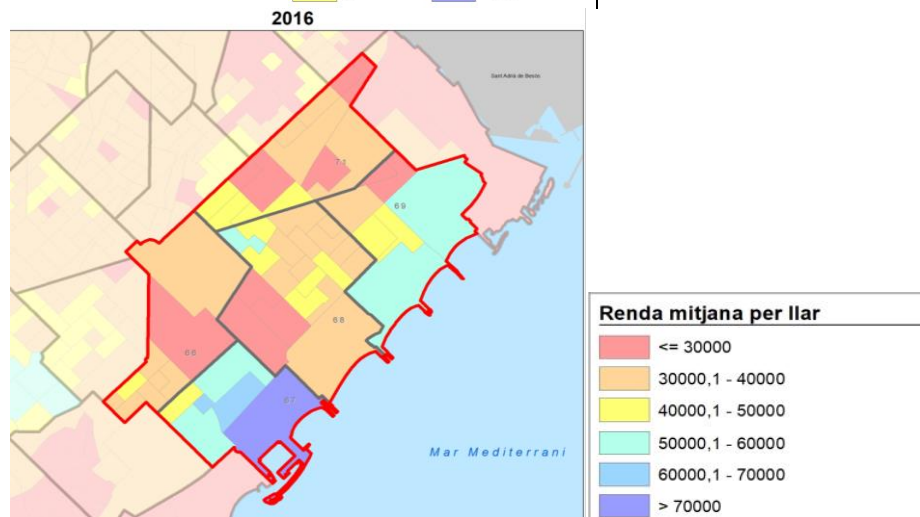 2016
Sant Adrià de Besòs
71
69
68
66
67
Mar Mediterrani
Renda mitjana per llar
<= 30000
30000,1 - 40000
40000,1 - 50000
50000,1 - 60000
60000,1 - 70000
> 70000